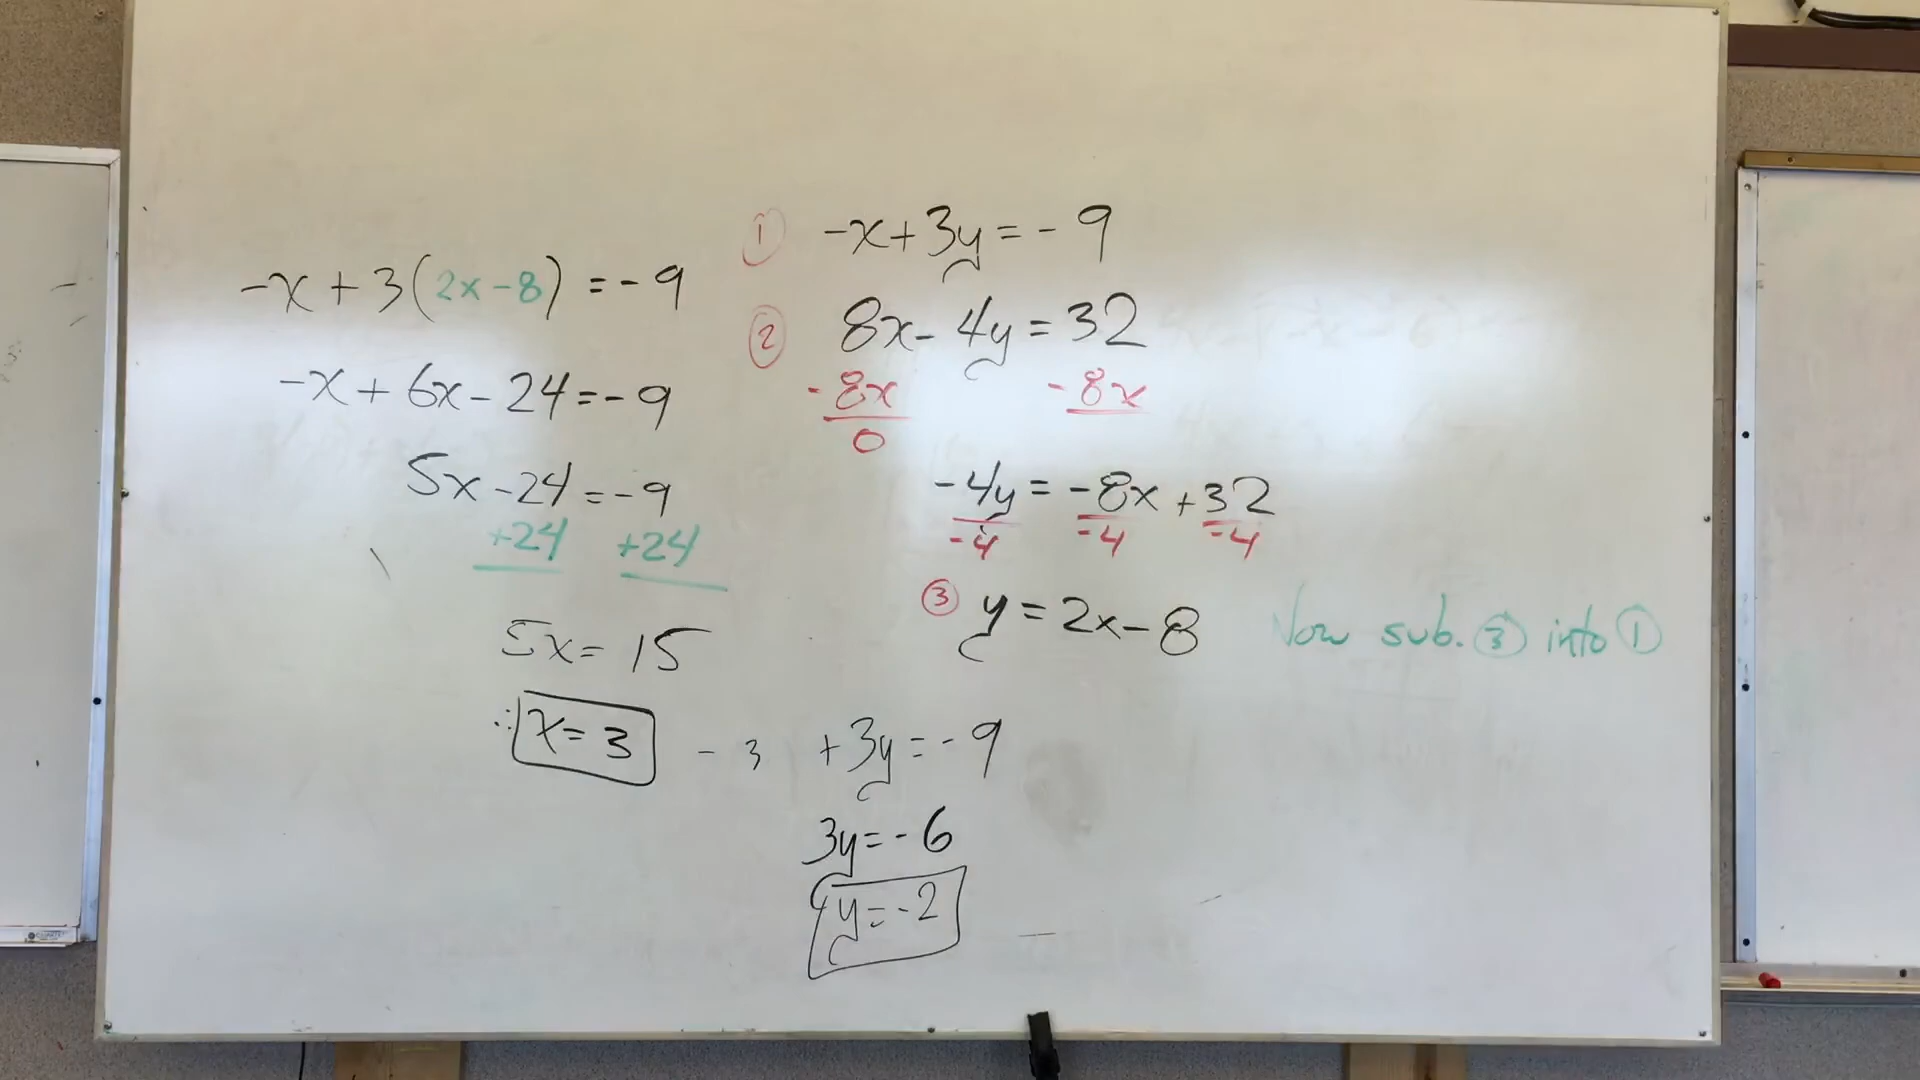 ① -x+3y=-9
② 8x-4y=32
-8x -8x
0
-4y = -8x +32
-4 -4 -4
③ y = 2x-8 Now sub. ③ into ①
-x+3(2x-8) =-9
-x+6x-24=-9
5x-24=-9
+24 +24
5x= 15
∴ x=3
- 3 +3y=-9
3y=-6
y=-2